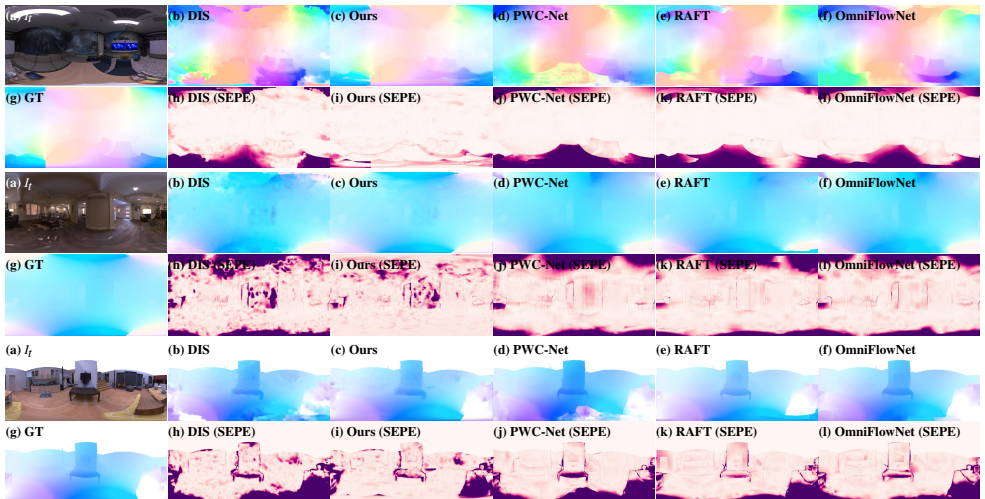 (a) I_t (b) DIS (c) Ours (d) PWC-Net (e) RAFT (f) OmniFlowNet
(g) GT (h) DIS (SEPE) (i) Ours (SEPE) (j) PWC-Net (SEPE) (k) RAFT (SEPE) (l) OmniFlowNet (SEPE)
(a) I_t (b) DIS (c) Ours (d) PWC-Net (e) RAFT (f) OmniFlowNet
(g) GT (h) DIS (SEPE) (i) Ours (SEPE) (j) PWC-Net (SEPE) (k) RAFT (SEPE) (l) OmniFlowNet (SEPE)
(a) I_t (b) DIS (c) Ours (d) PWC-Net (e) RAFT (f) OmniFlowNet
(g) GT (h) DIS (SEPE) (i) Ours (SEPE) (j) PWC-Net (SEPE) (k) RAFT (SEPE) (l) OmniFlowNet (SEPE)